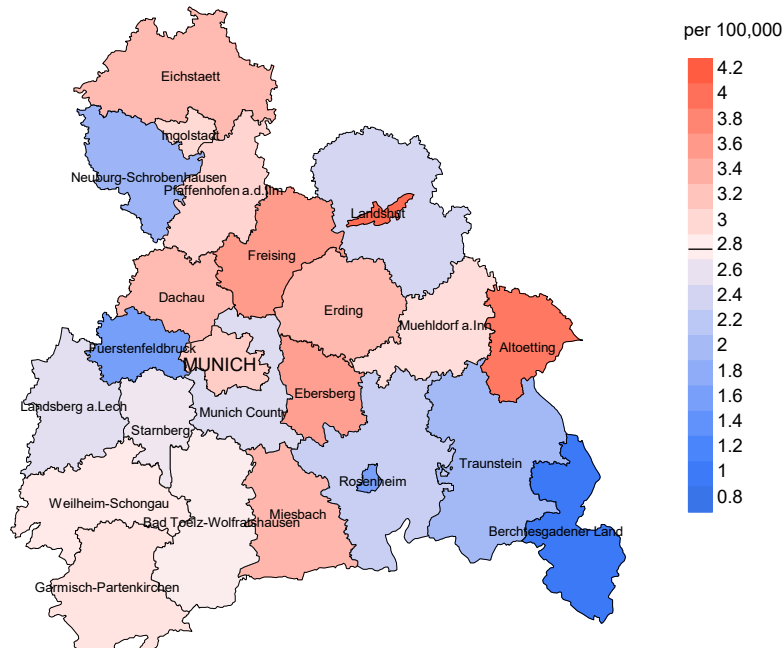 per 100,000
4.2
4
3.8
3.6
3.4
3.2
3
2.8
2.6
2.4
2.2
2
1.8
1.6
1.4
1.2
1
0.8
Eichstaett
Ingolstadt
Neuburg-Schrobenhausen
Pfaffenhofen a.d.Ilm
Landshut
Freising
Dachau
Erding
Muehldorf a.Inn
Altoetting
Fuerstenfeldbruck
MUNICH
Ebersberg
Landsberg a.Lech
Munich County
Starnberg
Traunstein
Rosenheim
Weilheim-Schongau
Miesbach
Bad Toelz-Wolfratshausen
Berchtesgadener Land
Garmisch-Partenkirchen